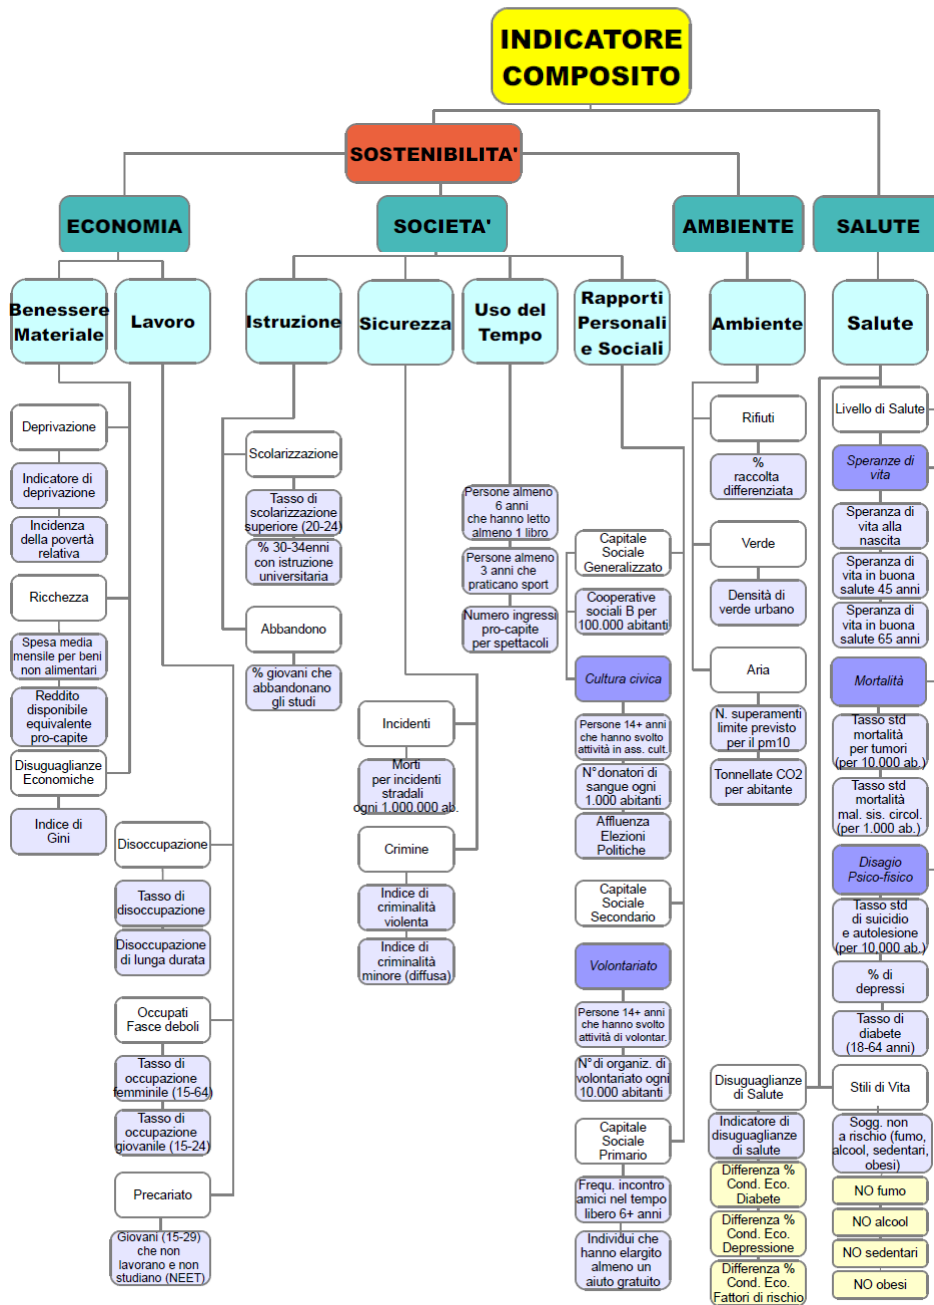 INDICATORE
COMPOSITO
SOSTENIBILITA'
ECONOMIA
SOCIETA'
AMBIENTE
SALUTE
Benessere
Materiale
Lavoro
Istruzione
Sicurezza
Uso del
Tempo
Rapporti
Personali
e Sociali
Ambiente
Salute
Deprivazione
Indicatore di
deprivazione
Incidenza
della povertà
relativa
Ricchezza
Spesa media
mensile per beni
non alimentari
Reddito
disponibile
equivalente
pro-capite
Disuguaglianze
Economiche
Indice di
Gini
Disoccupazione
Tasso di
disoccupazione
Disoccupazione
di lunga durata
Occupati
Fasce deboli
Tasso di
occupazione
femminile (15-64)
Tasso di
occupazione
giovanile (15-24)
Precariato
Giovani (15-29)
che non
lavorano e non
studiano (NEET)
Scolarizzazione
Tasso di
scolarizzazione
superiore (20-24)
% 30-34enni
con istruzione
universitaria
Abbandono
% giovani che
abbandonano
gli studi
Incidenti
Morti
per incidenti
stradali
ogni 1.000.000 ab.
Crimine
Indice di
criminalità
violenta
Indice di
criminalità
minore (diffusa)
Persone almeno
6 anni
che hanno letto
almeno 1 libro
Persone almeno
3 anni che
praticano sport
Numero ingressi
pro-capite
per spettacoli
Capitale
Sociale
Generalizzato
Cooperative
sociali B per
100.000 abitanti
Cultura civica
Persone 14+ anni
che hanno svolto
attività in ass. cult.
N°donatori di
sangue ogni
1.000 abitanti
Affluenza
Elezioni
Politiche
Capitale
Sociale
Secondario
Volontariato
Persone 14+ anni
che hanno svolto
attività di volontar.
N°di organiz. di
volontariato ogni
10.000 abitanti
Capitale
Sociale
Primario
Frequ. incontro
amici nel tempo
libero 6+ anni
Individui che
hanno elargito
almeno un
aiuto gratuito
Rifiuti
%
raccolta
differenziata
Verde
Densità di
verde urbano
Aria
N. superamenti
limite previsto
per il pm10
Tonnellate CO2
per abitante
Livello di Salute
Speranze di
vita
Speranza di
vita alla
nascita
Speranza di
vita in buona
salute 45 anni
Speranza di
vita in buona
salute 65 anni
Mortalità
Tasso std
mortalità
per tumori
(per 10.000 ab.)
Tasso std
mortalità
mal. sis. circol.
(per 1.000 ab.)
Disagio
Psico-fisico
Tasso std
di suicidio
e autolesione
(per 10.000 ab.)
% di
depressi
Tasso di
diabete
(18-64 anni)
Disuguaglianze
di Salute
Indicatore di
disuguaglianze
di salute
Differenza %
Cond. Eco.
Diabete
Differenza %
Cond. Eco.
Depressione
Differenza %
Cond. Eco.
Fattori di rischio
Stili di Vita
Sogg. non
a rischio (fumo,
alcool, sedentari,
obesi)
NO fumo
NO alcool
NO sedentari
NO obesi